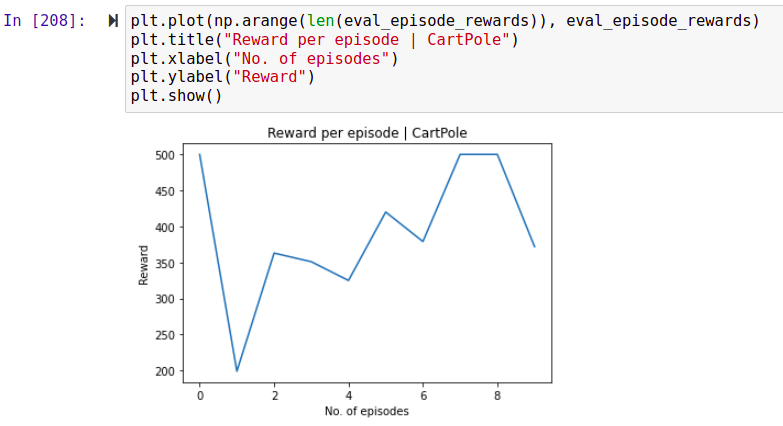 In [208]:
plt.plot(np.arange(len(eval_episode_rewards)), eval_episode_rewards)
plt.title("Reward per episode | CartPole")
plt.xlabel("No. of episodes")
plt.ylabel("Reward")
plt.show()
Reward per episode | CartPole
500
450
400
350
300
250
200
Reward
0 2 4 6 8
No. of episodes